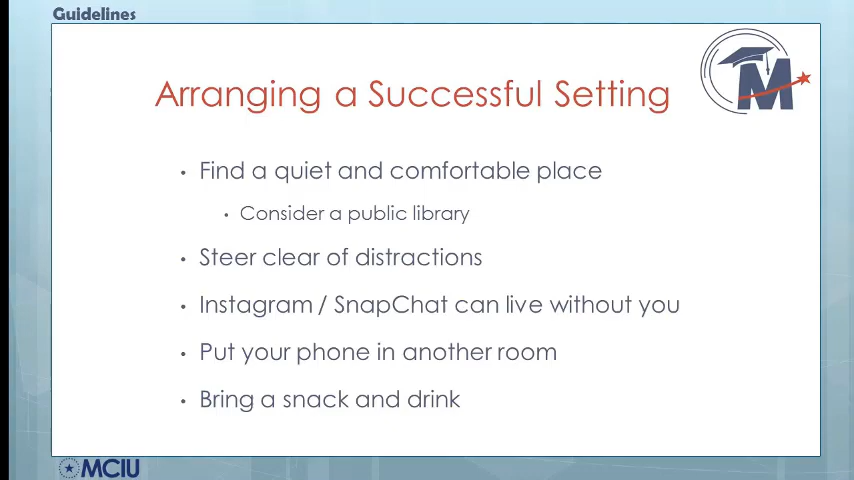 Guidelines
Arranging a Successful Setting
• Find a quiet and comfortable place
• Consider a public library
• Steer clear of distractions
• Instagram / SnapChat can live without you
• Put your phone in another room
• Bring a snack and drink
M
MCIU